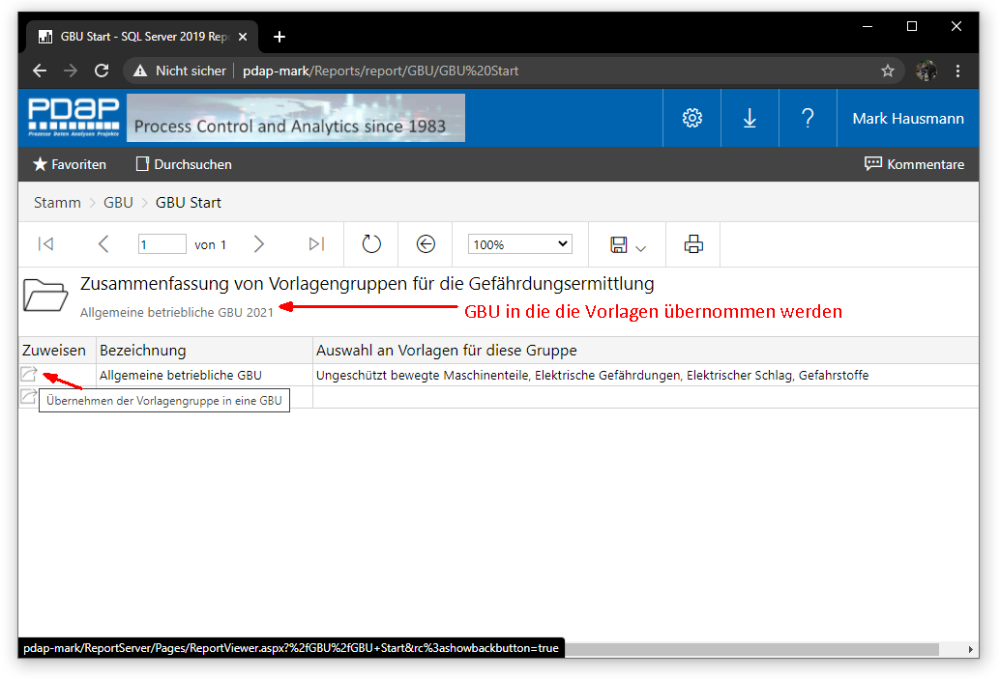 GBU Start - SQL Server 2019 Rep
Nicht sicher | pdap-mark/Reports/report/GBU/GBU%20Start
PDAP
Prozesse Daten Analysen Projekte
Process Control and Analytics since 1983
Mark Hausmann
Favoriten Durchsuchen Kommentare
Stamm > GBU > GBU Start
1 von 1 100%
Zusammenfassung von Vorlagengruppen für die Gefährdungsermittlung
Allgemeine betriebliche GBU 2021
GBU in die die Vorlagen übernommen werden
Zuweisen Bezeichnung Auswahl an Vorlagen für diese Gruppe
Allgemeine betriebliche GBU Ungeschützt bewegte Maschinenteile, Elektrische Gefährdungen, Elektrischer Schlag, Gefahrstoffe
Übernehmen der Vorlagengruppe in eine GBU
pdap-mark/ReportServer/Pages/ReportViewer.aspx?%2fGBU%2fGBU+Start&rc%3ashowbackbutton=true